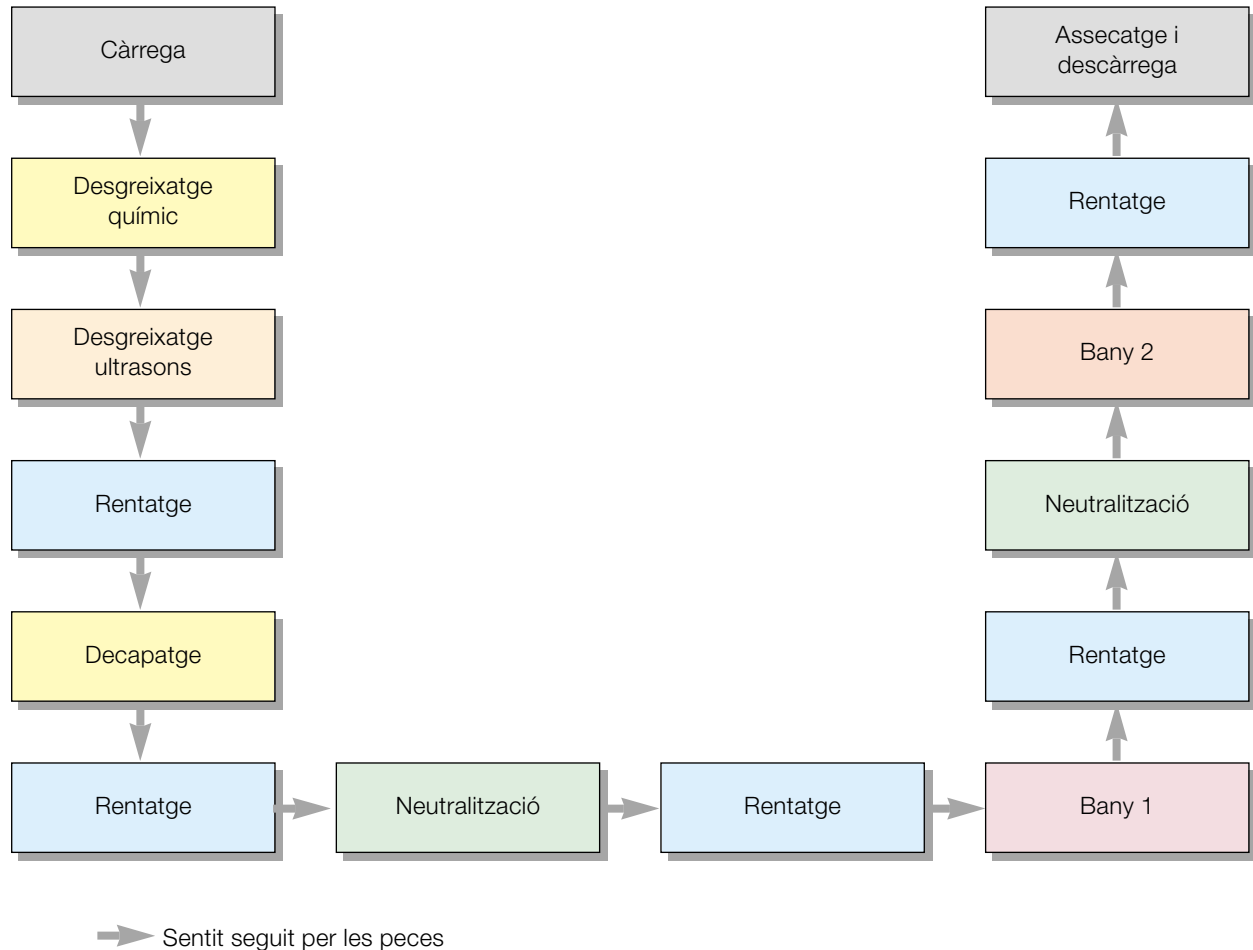 Càrrega
Desgreixatge
químic
Desgreixatge
ultrasons
Rentatge
Decapatge
Rentatge
Neutralització
Rentatge
Bany 1
Rentatge
Neutralització
Bany 2
Rentatge
Assecatge i
descàrrega
Sentit seguit per les peces